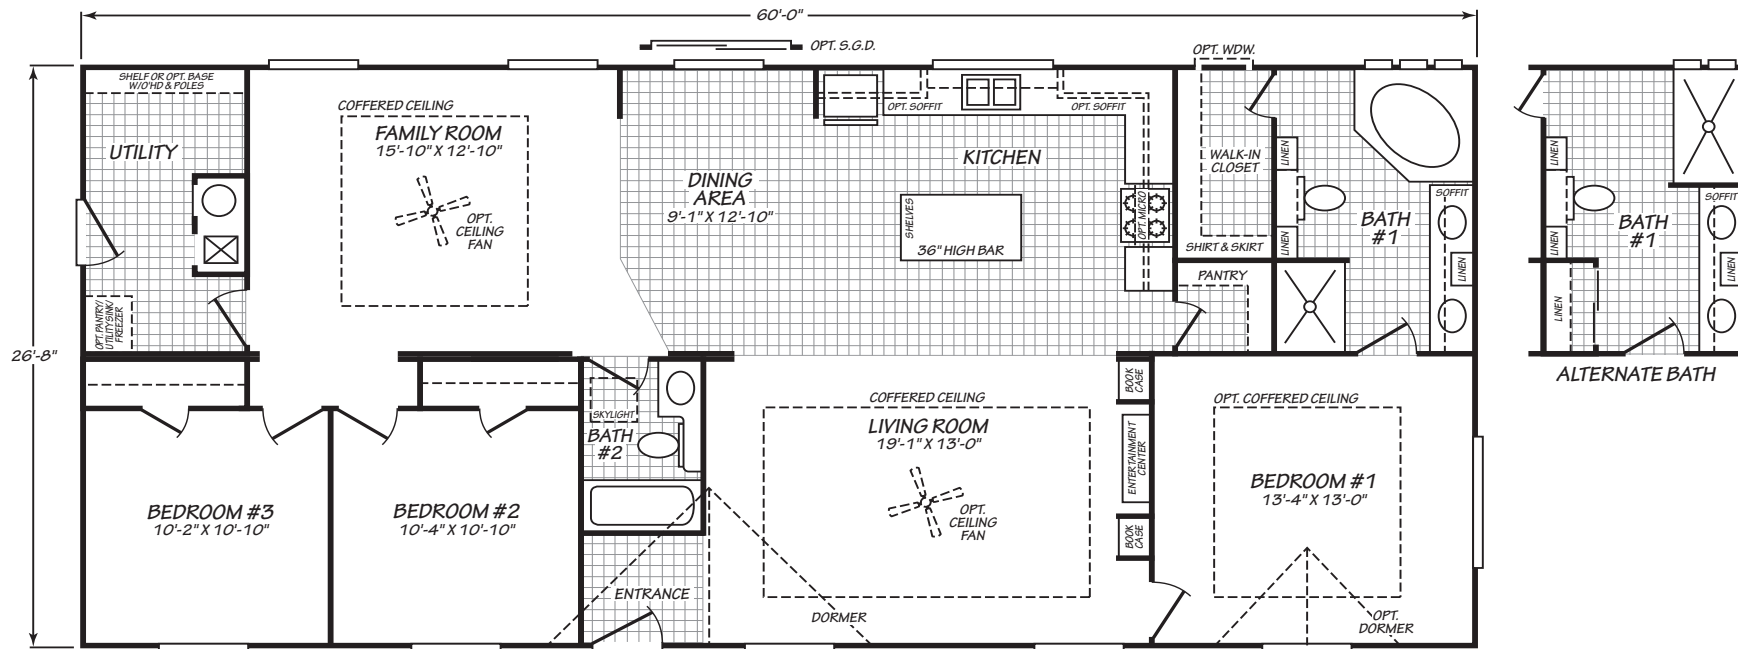 60'-0"
OPT. S.G.D.
OPT. WDW.
SHELF OR OPT. BASE
W/O'HD & POLES
UTILITY
OPT. PANTRY/
UTILITY SINK/
FREEZER
26'-8"
COFFERED CEILING
FAMILY ROOM
15'-10" X 12'-10"
OPT.
CEILING
FAN
DINING
AREA
9'-1" X 12'-10"
OPT. SOFFIT
OPT. SOFFIT
KITCHEN
SHELVES
36" HIGH BAR
OPT. MICRO
WALK-IN
CLOSET
SHIRT & SKIRT
PANTRY
LINEN
LINEN
BATH
#1
SOFFIT
LINEN
LINEN
LINEN
LINEN
BATH
#1
SOFFIT
LINEN
ALTERNATE BATH
BEDROOM #3
10'-2" X 10'-10"
BEDROOM #2
10'-4" X 10'-10"
SKYLIGHT
BATH
#2
ENTRANCE
COFFERED CEILING
LIVING ROOM
19'-1" X 13'-0"
OPT.
CEILING
FAN
DORMER
BOOK
CASE
ENTERTAINMENT
CENTER
BOOK
CASE
OPT. COFFERED CEILING
BEDROOM #1
13'-4" X 13'-0"
OPT.
DORMER